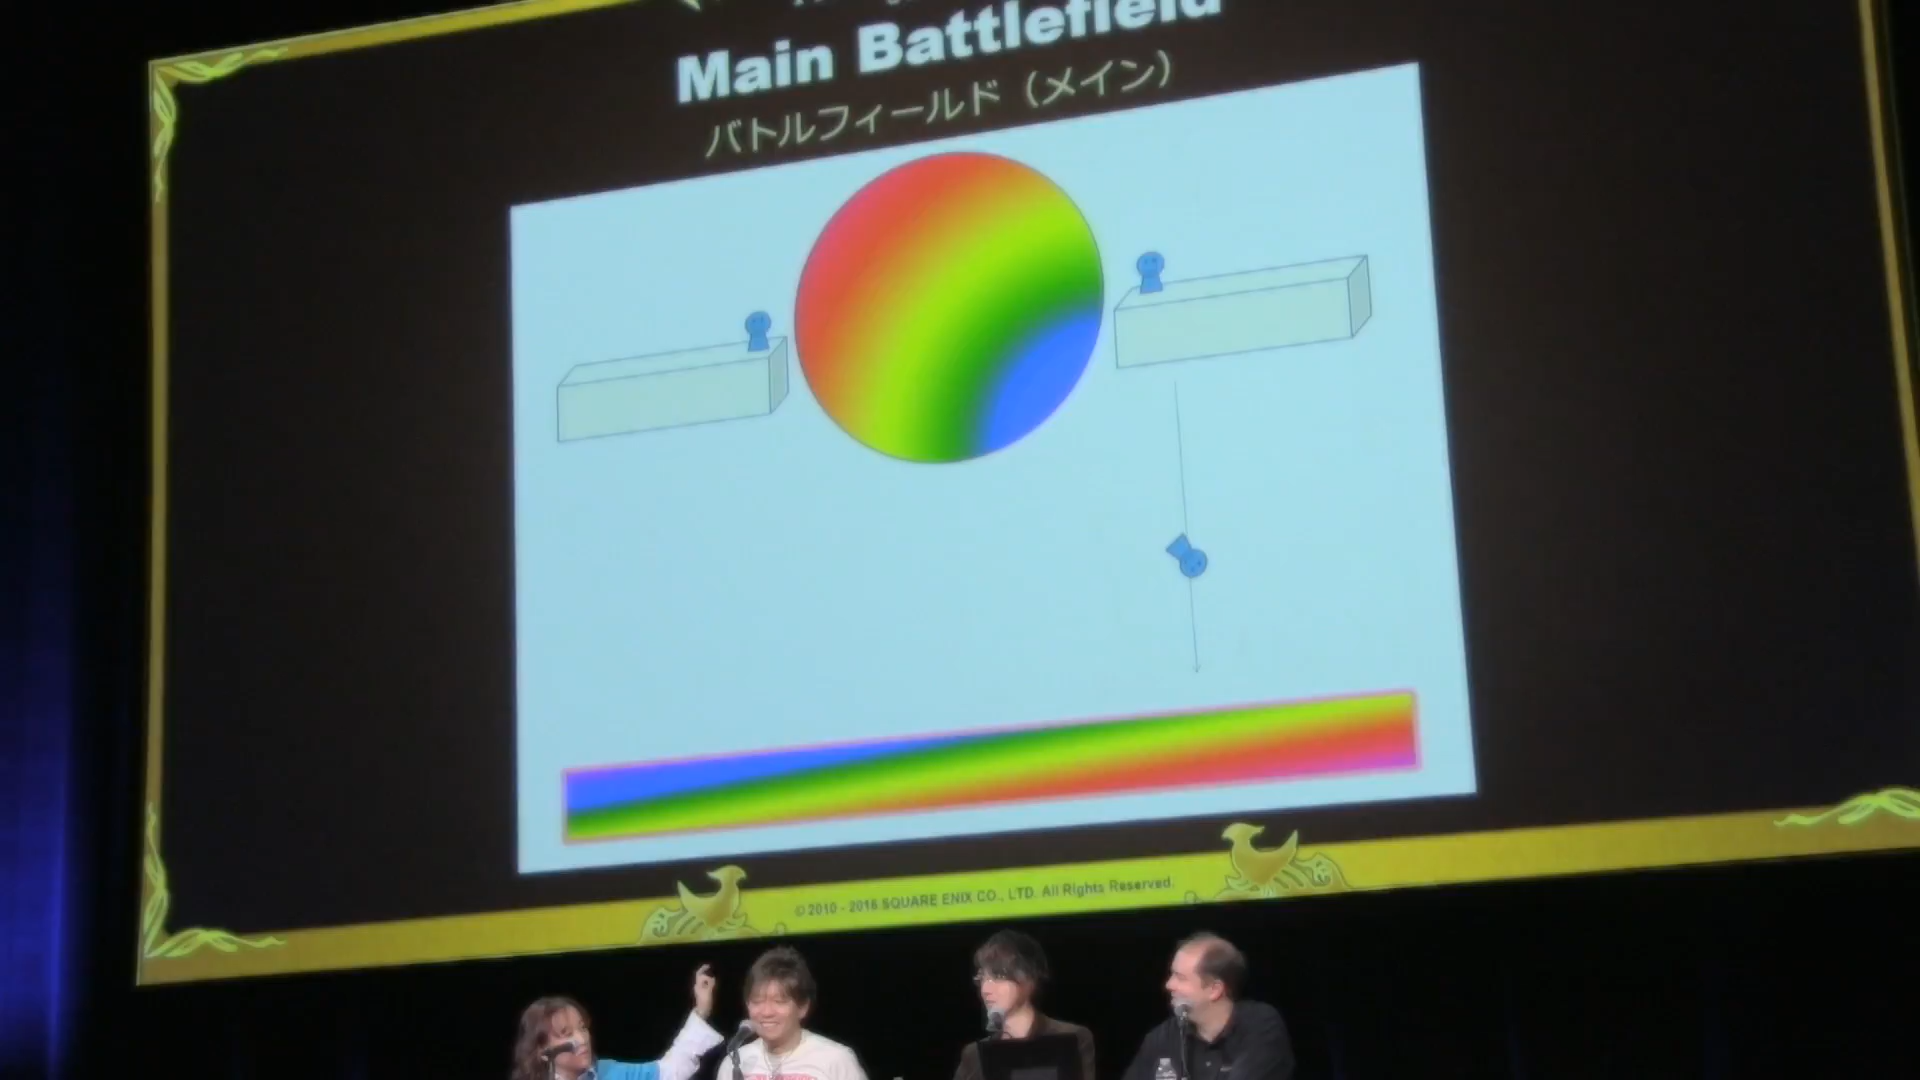 Main Battlefield
バトルフィールド（メイン）
© 2010 - 2016 SQUARE ENIX CO., LTD. All Rights Reserved.